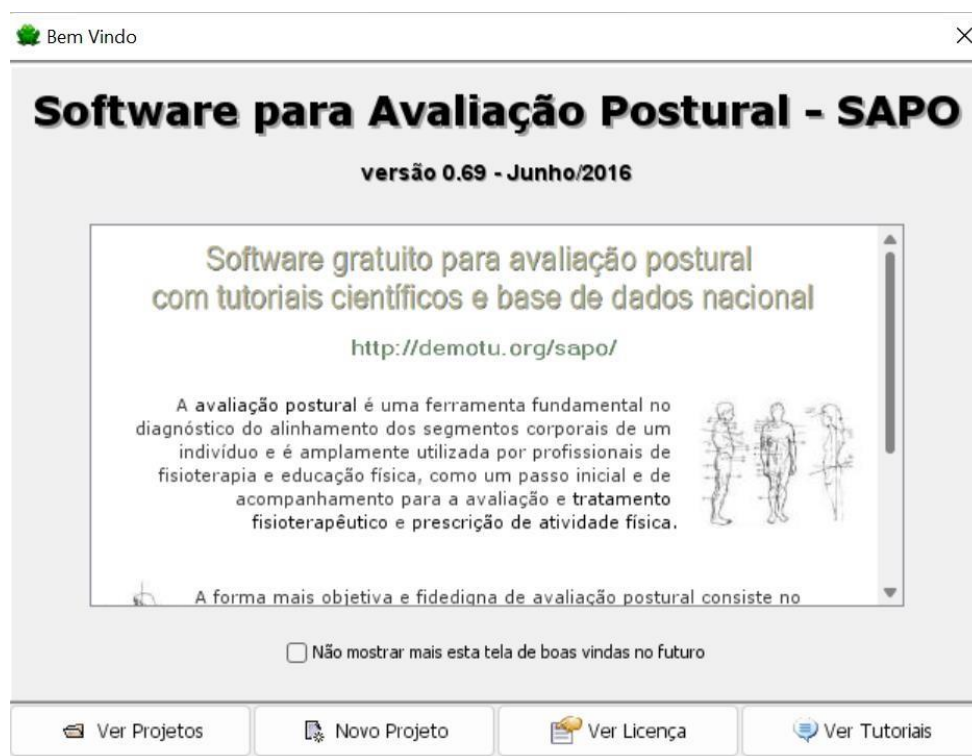 Bem Vindo
Software para Avaliação Postural - SAPO
versão 0.69 - Junho/2016
Software gratuito para avaliação postural
com tutoriais científicos e base de dados nacional
http://demotu.org/sapo/
A avaliação postural é uma ferramenta fundamental no
diagnóstico do alinhamento dos segmentos corporais de um
indivíduo e é amplamente utilizada por profissionais de
fisioterapia e educação física, como um passo inicial e de
acompanhamento para a avaliação e tratamento
fisioterapêutico e prescrição de atividade física.
A forma mais objetiva e fidedigna de avaliação postural consiste no
Não mostrar mais esta tela de boas vindas no futuro
Ver Projetos
Novo Projeto
Ver Licença
Ver Tutoriais